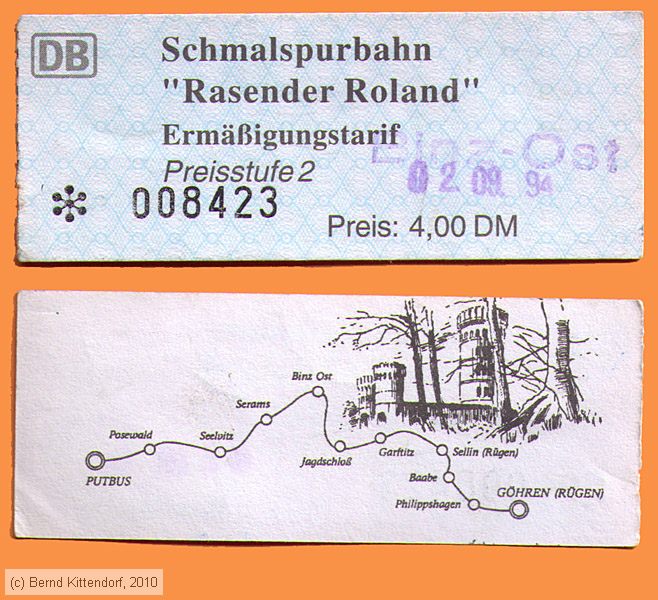 DB
Schmalspurbahn
"Rasender Roland"
Ermäßigungstarif
Binz-Ost
Preisstufe 2
02.09.94
008423
Preis: 4,00 DM
Binz Ost
Serams
Posewald
Seelvitz
Jagdschloß
Garftitz
Sellin (Rügen)
PUTBUS
Baabe
Philippshagen
GÖHREN (RÜGEN)
(c) Bernd Kittendorf, 2010